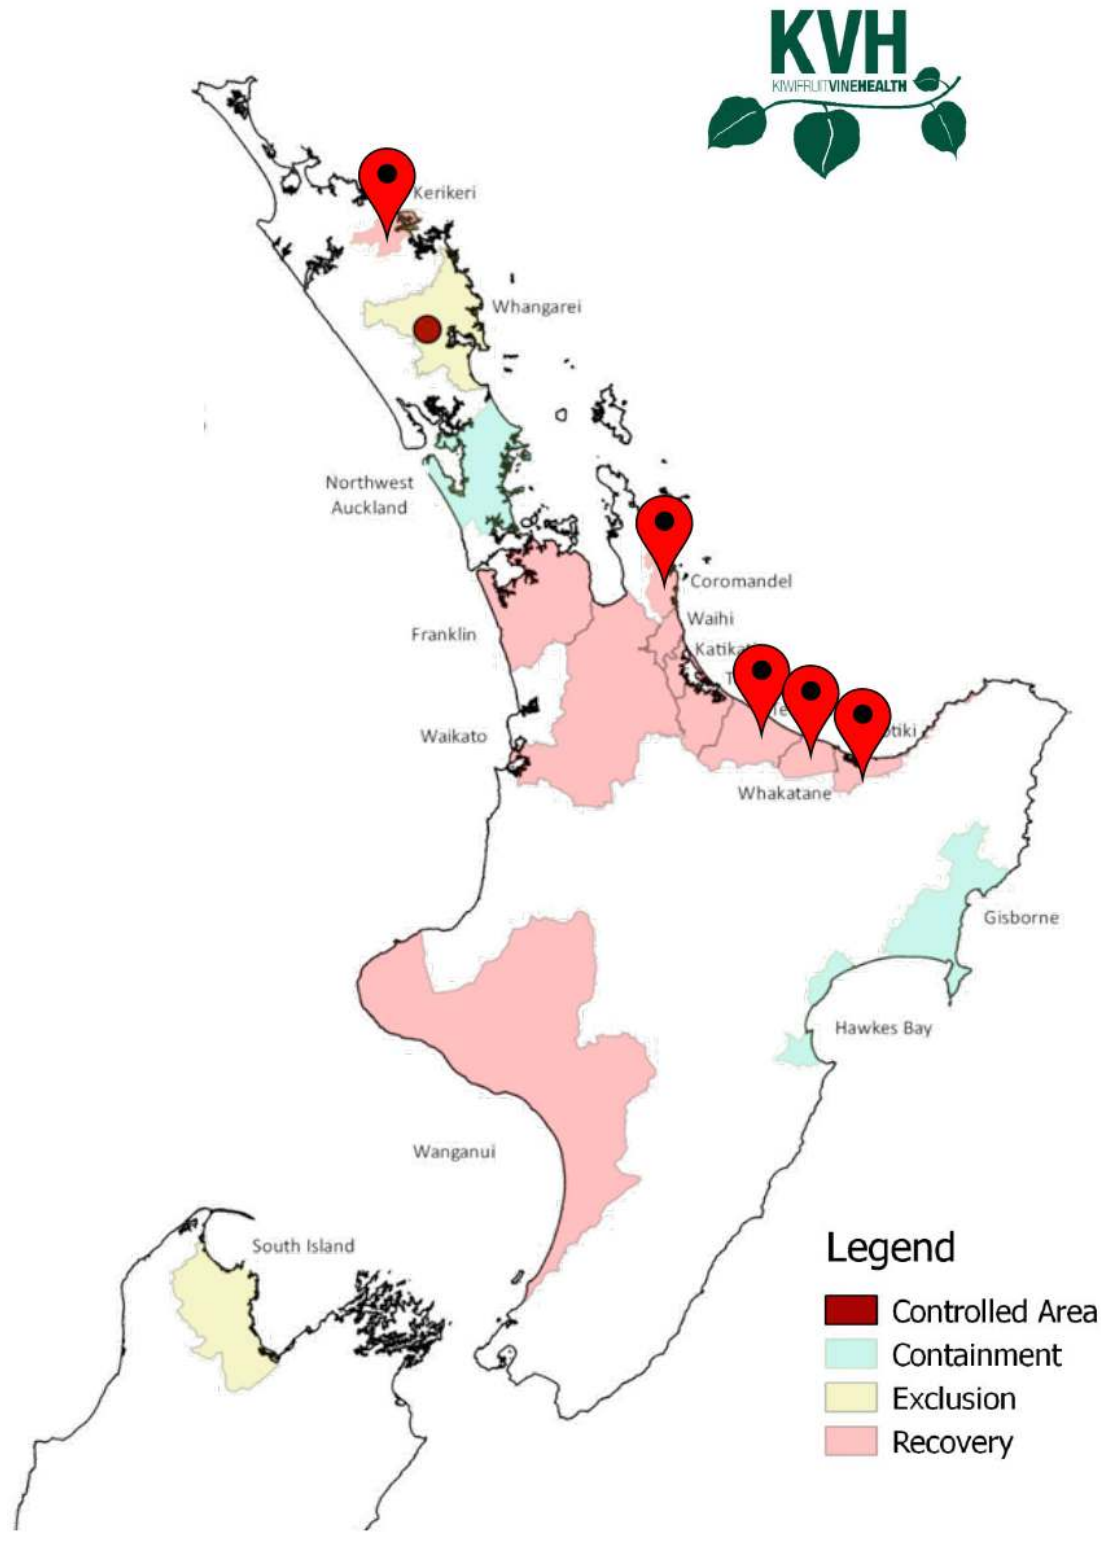 KVH
KIWIFRUITVINEHEALTH
Kerikeri
Whangarei
Northwest
Auckland
Coromandel
Waihi
Franklin
Waikato
Whakatane
Gisborne
Hawkes Bay
Wanganui
South Island
Legend
Controlled Area
Containment
Exclusion
Recovery